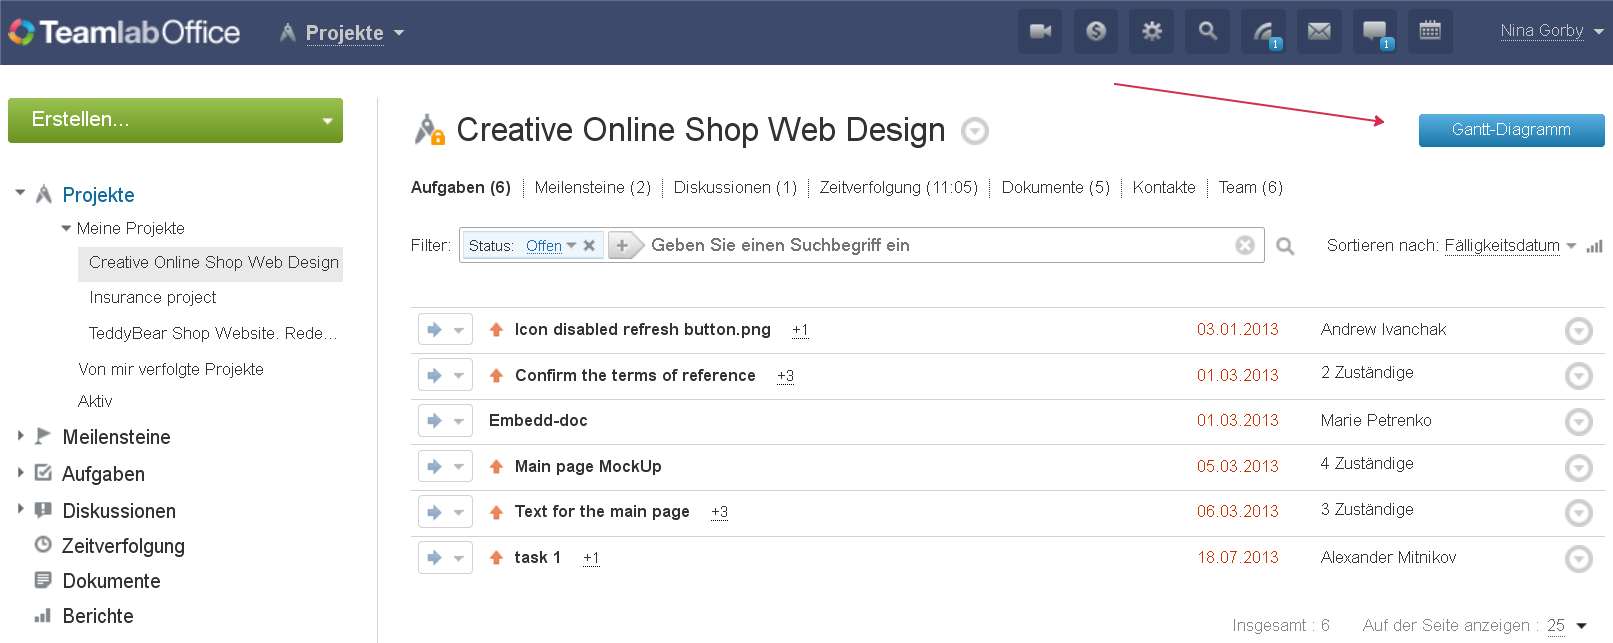 TeamlabOffice Projekte 1 1 Nina Gorby
Erstellen...
Creative Online Shop Web Design
Gantt-Diagramm
Aufgaben (6) Meilensteine (2) Diskussionen (1) Zeitverfolgung (11:05) Dokumente (5) Kontakte Team (6)
Filter: Status: Offen Geben Sie einen Suchbegriff ein Sortieren nach: Fälligkeitsdatum
Projekte
Meine Projekte
Creative Online Shop Web Design
Insurance project
TeddyBear Shop Website. Rede...
Von mir verfolgte Projekte
Aktiv
Meilensteine
Aufgaben
Diskussionen
Zeitverfolgung
Dokumente
Berichte
Icon disabled refresh button.png +1 03.01.2013 Andrew Ivanchak
Confirm the terms of reference +3 01.03.2013 2 Zuständige
Embedd-doc 01.03.2013 Marie Petrenko
Main page MockUp 05.03.2013 4 Zuständige
Text for the main page +3 06.03.2013 3 Zuständige
task 1 +1 18.07.2013 Alexander Mitnikov
Insgesamt : 6 Auf der Seite anzeigen : 25